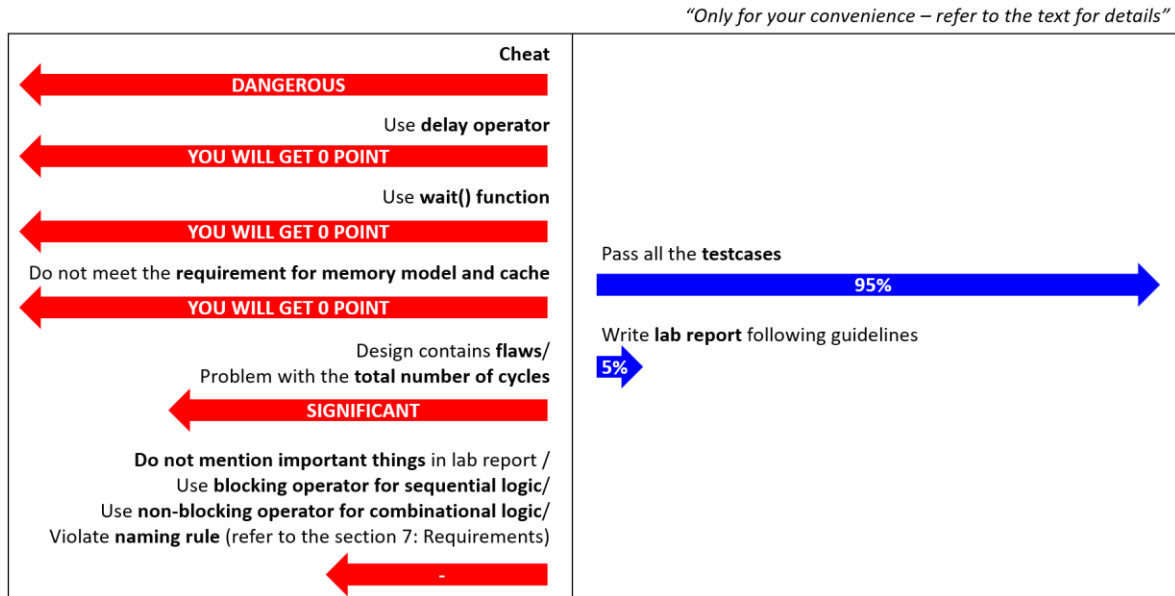 “Only for your convenience – refer to the text for details”
Cheat
DANGEROUS
Use delay operator
YOU WILL GET 0 POINT
Use wait() function
YOU WILL GET 0 POINT
Do not meet the requirement for memory model and cache
YOU WILL GET 0 POINT
Design contains flaws/
Problem with the total number of cycles
SIGNIFICANT
Do not mention important things in lab report /
Use blocking operator for sequential logic/
Use non-blocking operator for combinational logic/
Violate naming rule (refer to the section 7: Requirements)
-
Pass all the testcases
95%
Write lab report following guidelines
5%